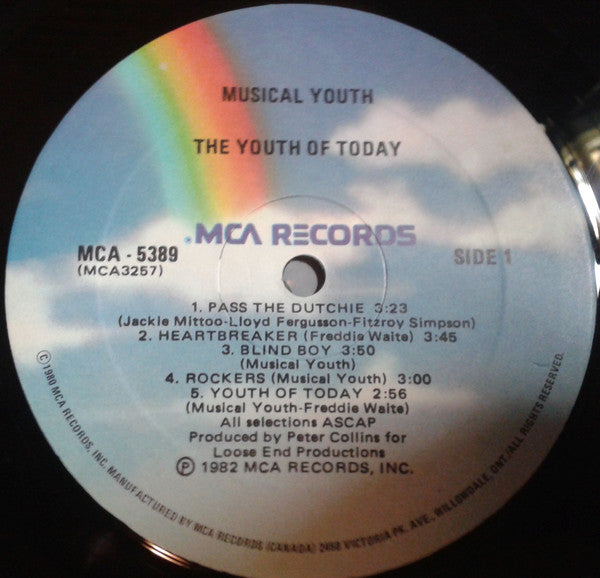 MUSICAL YOUTH
THE YOUTH OF TODAY
MCA RECORDS
MCA - 5389
(MCA3257)
SIDE 1
1. PASS THE DUTCHIE 3:23
(Jackie Mittoo-Lloyd Fergusson-Fitzroy Simpson)
2. HEARTBREAKER (Freddie Waite) 3:45
3. BLIND BOY 3:50
(Musical Youth)
4. ROCKERS (Musical Youth) 3:00
5. YOUTH OF TODAY 2:56
(Musical Youth-Freddie Waite)
All selections ASCAP
Produced by Peter Collins for
Loose End Productions
Ⓟ 1982 MCA RECORDS, INC.
© 1980 MCA RECORDS, INC. MANUFACTURED BY MCA RECORDS (CANADA) 2450 VICTORIA PK. AVE., WILLOWDALE, ONT./ALL RIGHTS RESERVED.